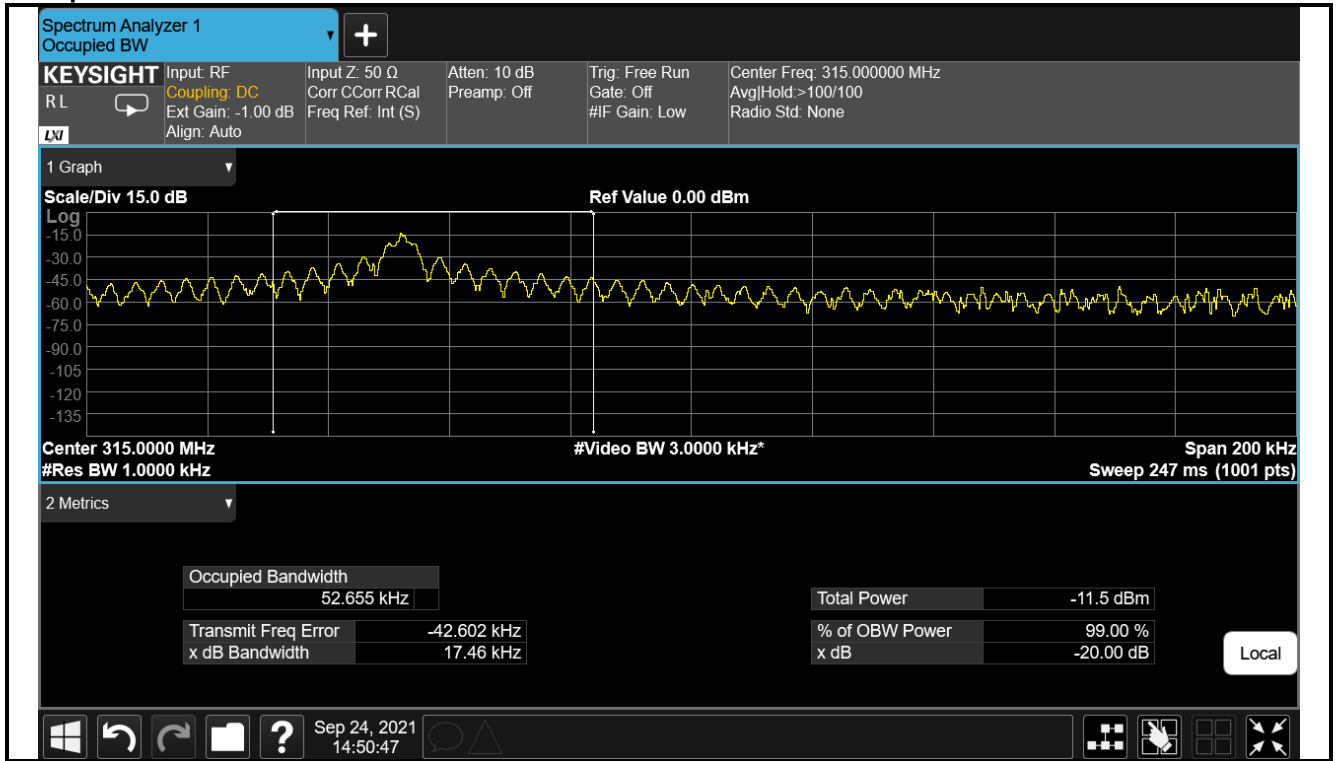 Spectrum Analyzer 1
Occupied BW
KEYSIGHT
RL
LXI
Input: RF
Coupling: DC
Ext Gain: -1.00 dB
Align: Auto
Input Z: 50 Ω
Corr CCorr RCal
Freq Ref: Int (S)
Atten: 10 dB
Preamp: Off
Trig: Free Run
Gate: Off
#IF Gain: Low
Center Freq: 315.000000 MHz
Avg|Hold:>100/100
Radio Std: None
1 Graph
Scale/Div 15.0 dB
Ref Value 0.00 dBm
Log
-15.0
-30.0
-45.0
-60.0
-75.0
-90.0
-105
-120
-135
Center 315.0000 MHz
#Video BW 3.0000 kHz*
Span 200 kHz
#Res BW 1.0000 kHz
Sweep 247 ms (1001 pts)
2 Metrics
Occupied Bandwidth
52.655 kHz
Total Power -11.5 dBm
Transmit Freq Error -42.602 kHz
% of OBW Power 99.00 %
x dB Bandwidth 17.46 kHz
x dB -20.00 dB
Local
?
Sep 24, 2021
14:50:47